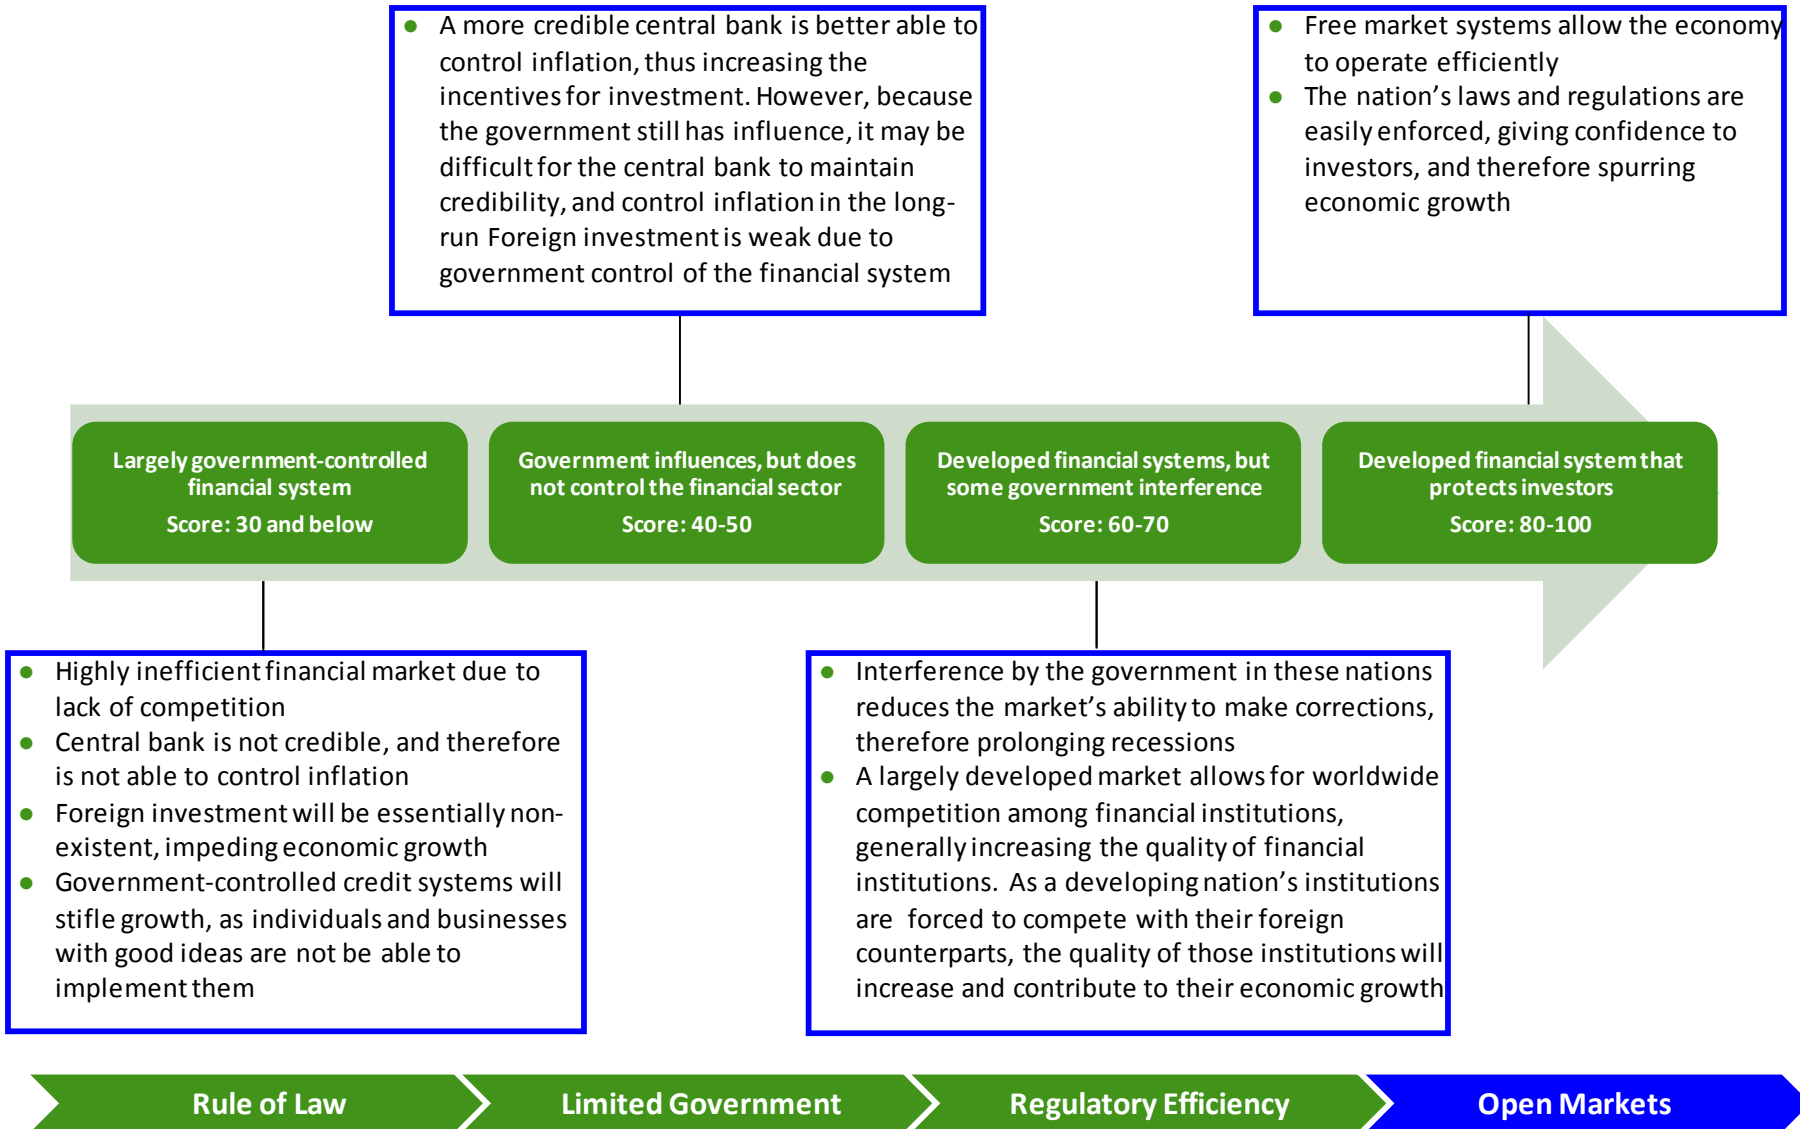 A more credible central bank is better able to
control inflation, thus increasing the
incentives for investment. However, because
the government still has influence, it may be
difficult for the central bank to maintain
credibility, and control inflation in the long-
run Foreign investment is weak due to
government control of the financial system
Free market systems allow the economy
to operate efficiently
The nation’s laws and regulations are
easily enforced, giving confidence to
investors, and therefore spurring
economic growth
Largely government-controlled
financial system
Score: 30 and below
Government influences, but does
not control the financial sector
Score: 40-50
Developed financial systems, but
some government interference
Score: 60-70
Developed financial system that
protects investors
Score: 80-100
Highly inefficient financial market due to
lack of competition
Central bank is not credible, and therefore
is not able to control inflation
Foreign investment will be essentially non-
existent, impeding economic growth
Government-controlled credit systems will
stifle growth, as individuals and businesses
with good ideas are not be able to
implement them
Interference by the government in these nations
reduces the market’s ability to make corrections,
therefore prolonging recessions
A largely developed market allows for worldwide
competition among financial institutions,
generally increasing the quality of financial
institutions. As a developing nation’s institutions
are forced to compete with their foreign
counterparts, the quality of those institutions will
increase and contribute to their economic growth
Rule of Law
Limited Government
Regulatory Efficiency
Open Markets